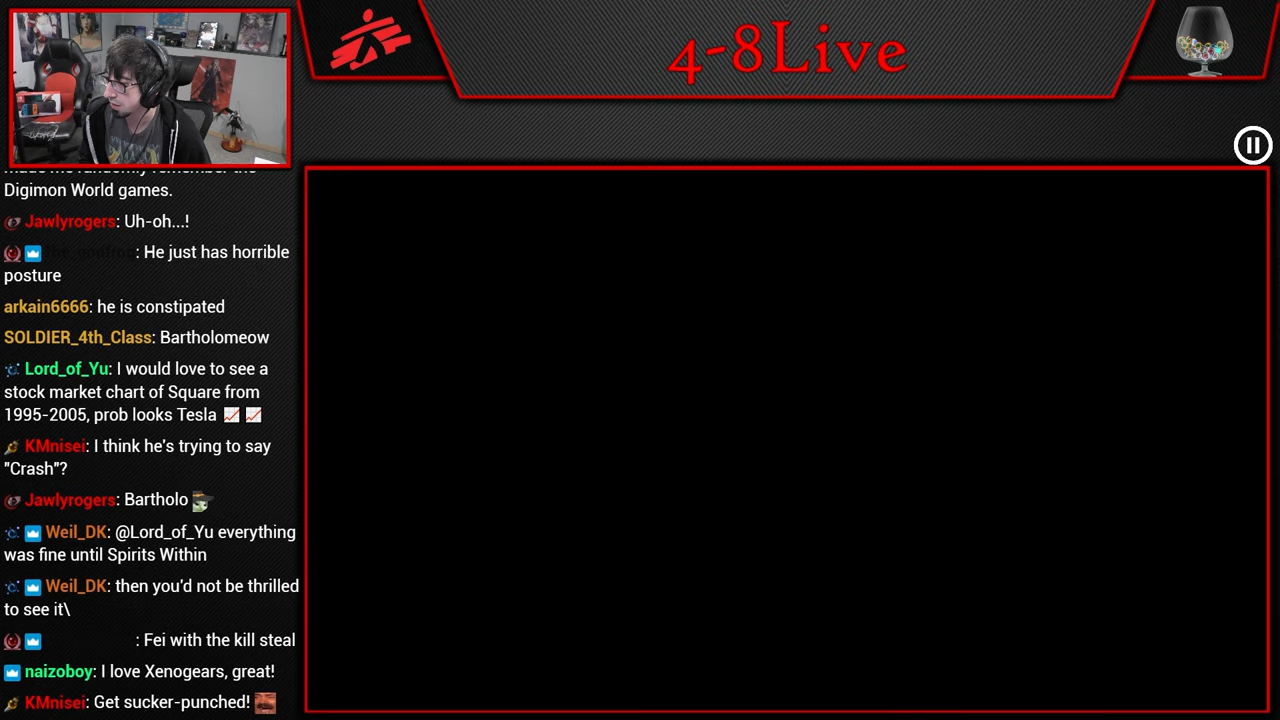 4-8Live
Digimon World games.
Jawlyrogers: Uh-oh...!
: He just has horrible
posture
arkain6666: he is constipated
SOLDIER_4th_Class: Bartholomeow
Lord_of_Yu: I would love to see a
stock market chart of Square from
1995-2005, prob looks Tesla
KMnisei: I think he's trying to say
"Crash"?
Jawlyrogers: Bartholo
Weil_DK: @Lord_of_Yu everything
was fine until Spirits Within
Weil_DK: then you'd not be thrilled
to see it\
: Fei with the kill steal
naizoboy: I love Xenogears, great!
KMnisei: Get sucker-punched!